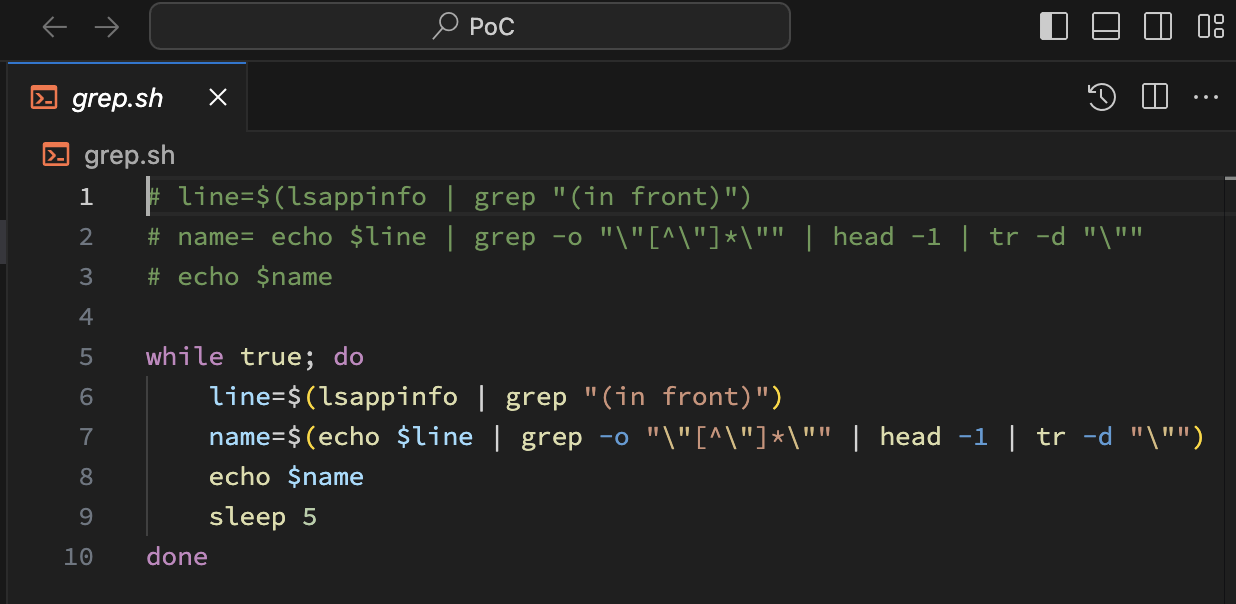 PoC
grep.sh
grep.sh
1 # line=$(lsappinfo | grep "(in front)")
2 # name= echo $line | grep -o "\"[^\"]*\"" | head -1 | tr -d "\""
3 # echo $name
4
5 while true; do
6     line=$(lsappinfo | grep "(in front)")
7     name=$(echo $line | grep -o "\"[^\"]*\"" | head -1 | tr -d "\"")
8     echo $name
9     sleep 5
10 done